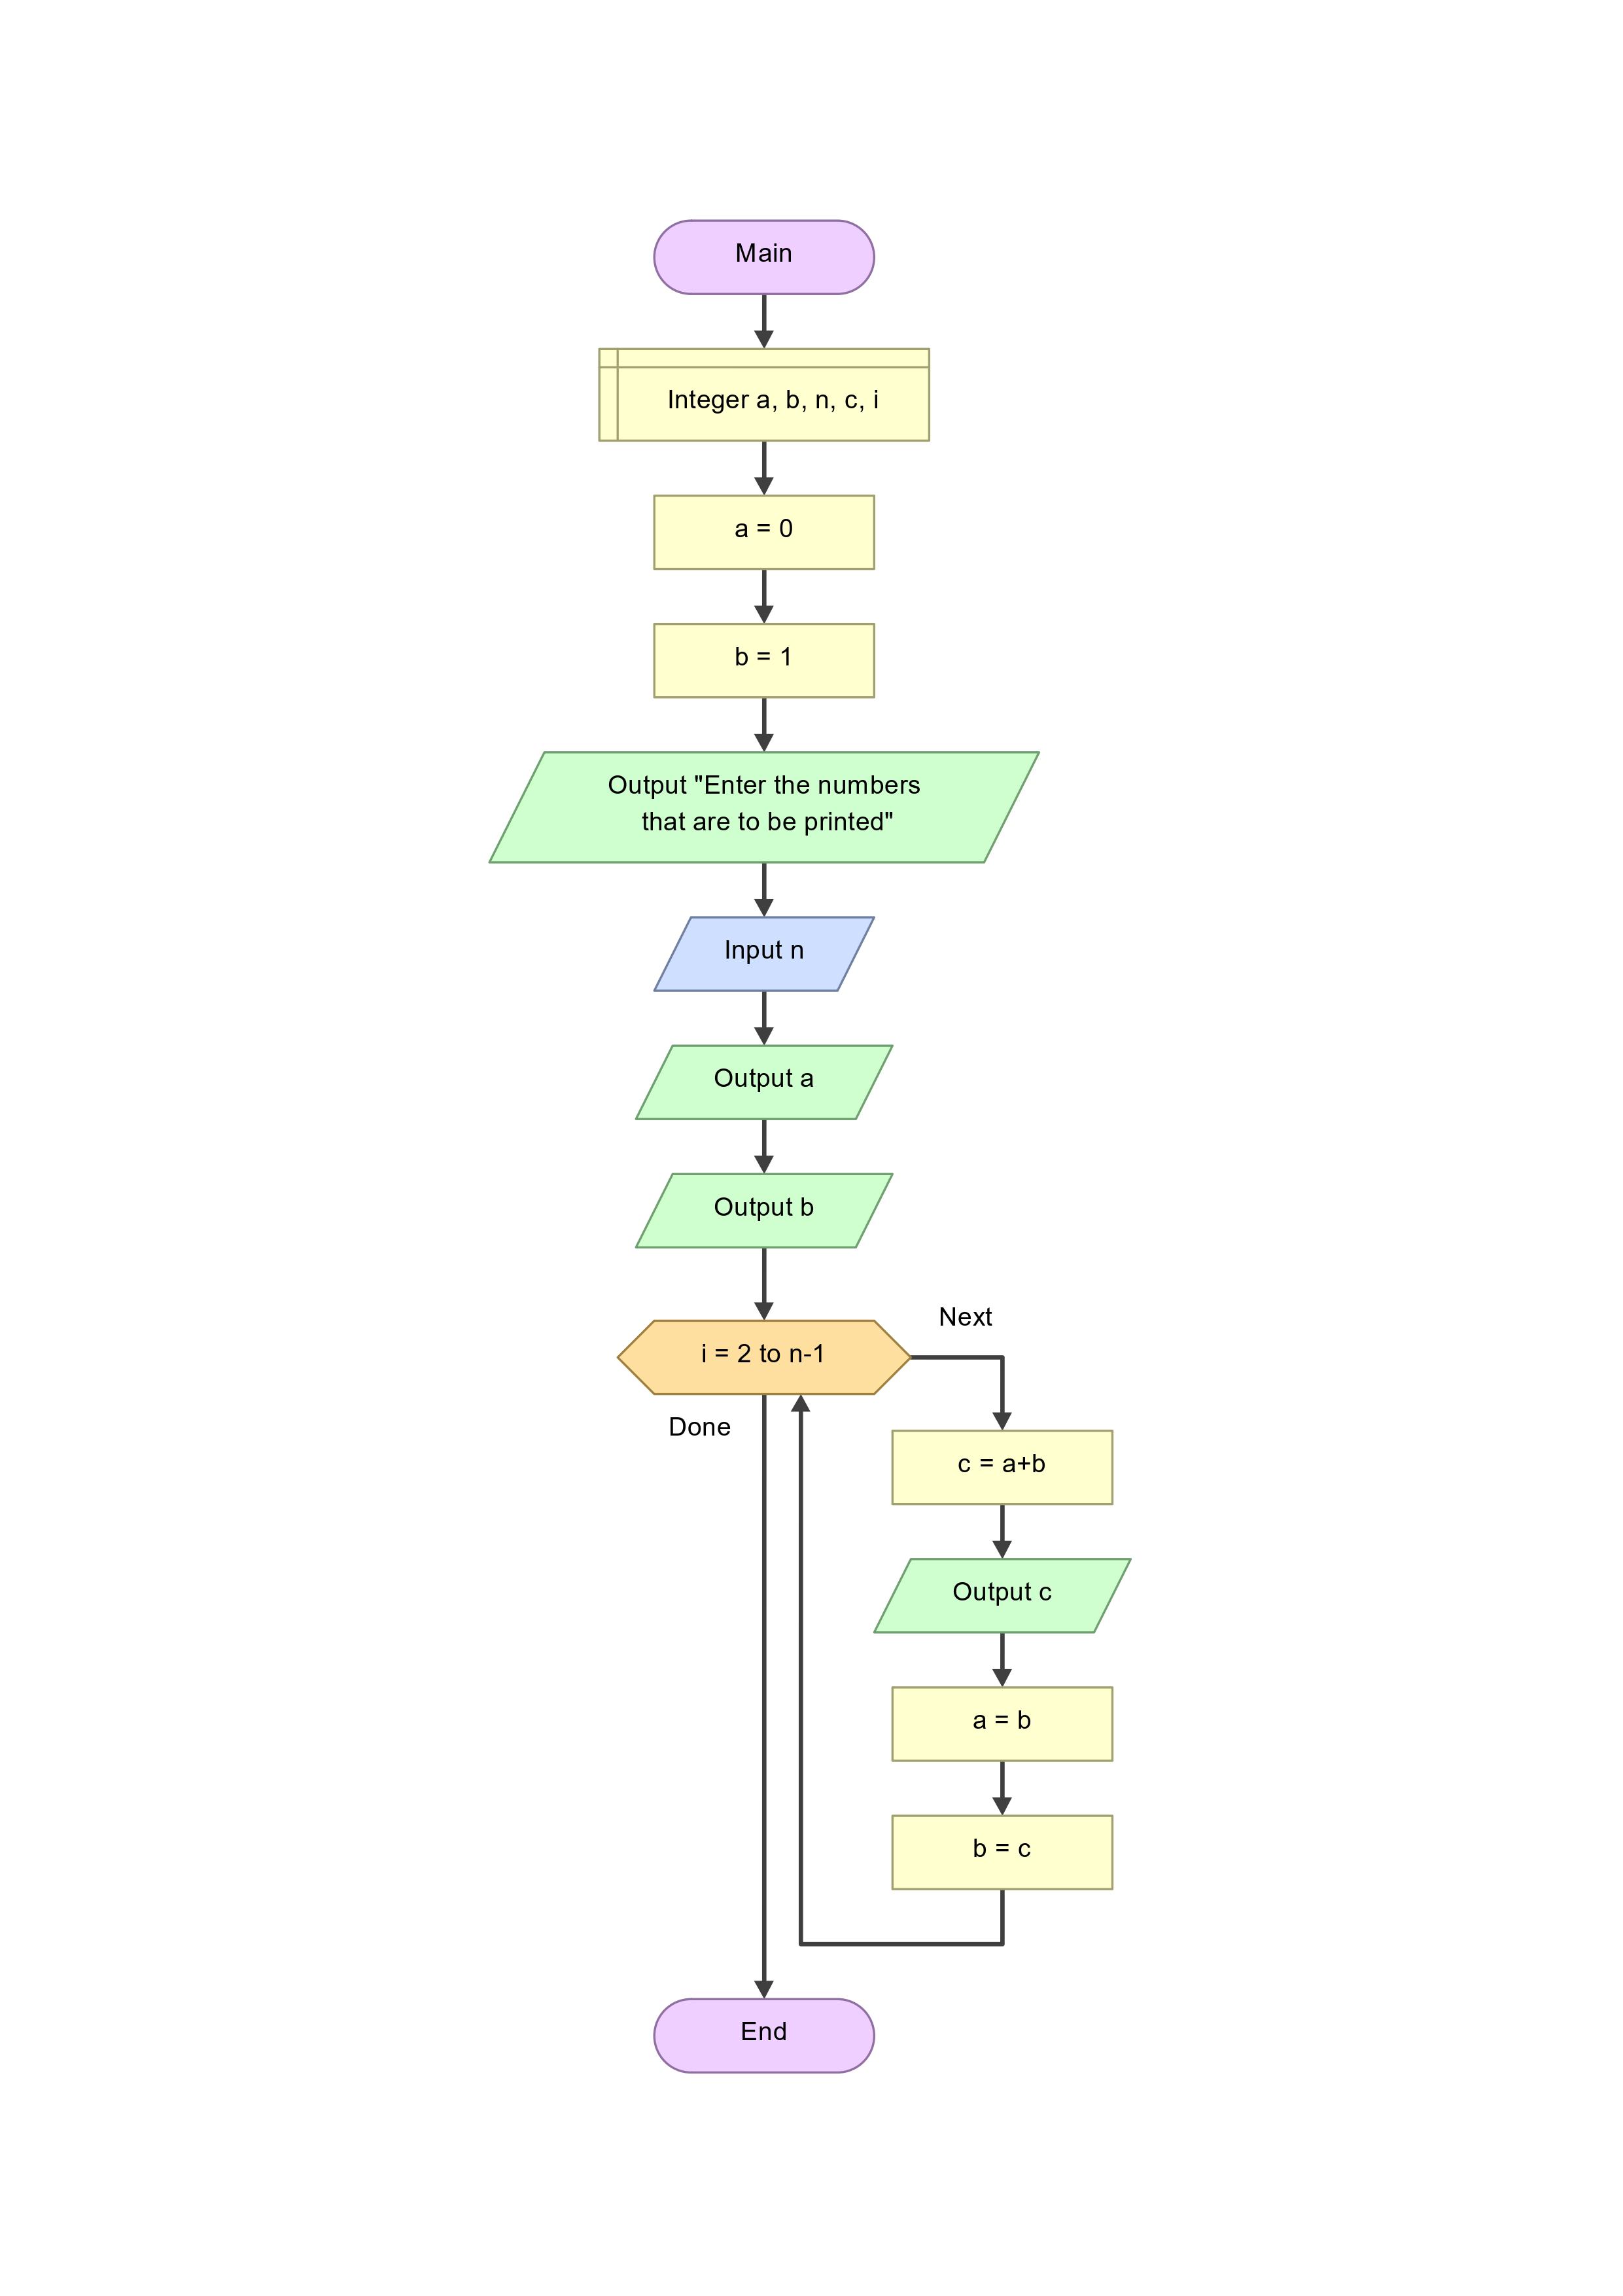 Main
Integer a, b, n, c, i
a = 0
b = 1
Output "Enter the numbers
that are to be printed"
Input n
Output a
Output b
i = 2 to n-1
Next
Done
c = a+b
Output c
a = b
b = c
End